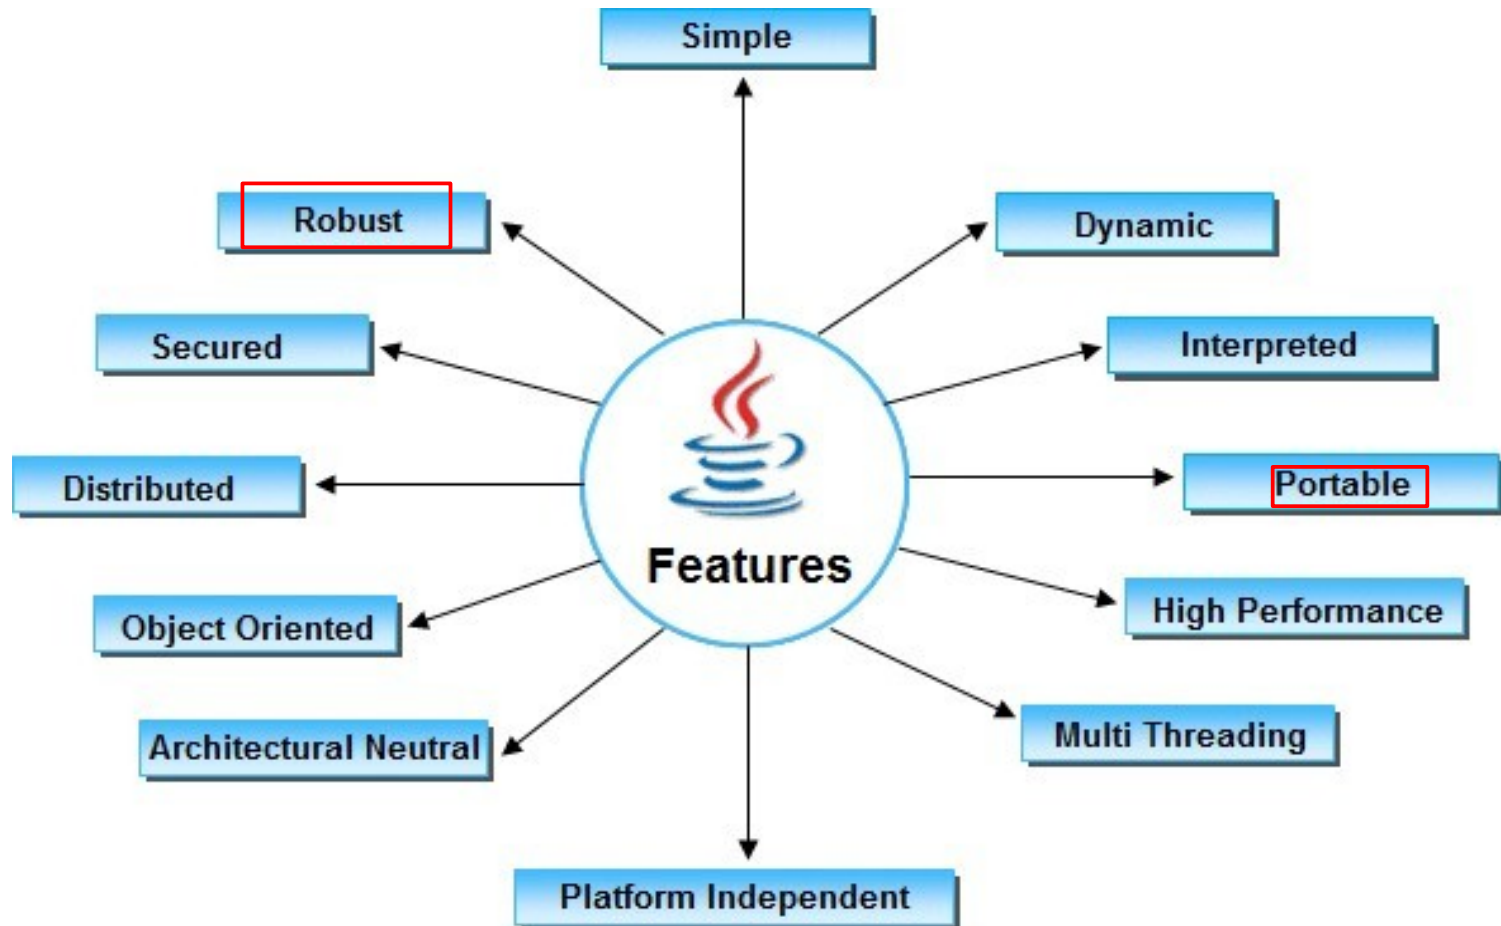 Simple
Robust
Dynamic
Secured
Interpreted
Distributed
Portable
Features
Object Oriented
High Performance
Architectural Neutral
Multi Threading
Platform Independent